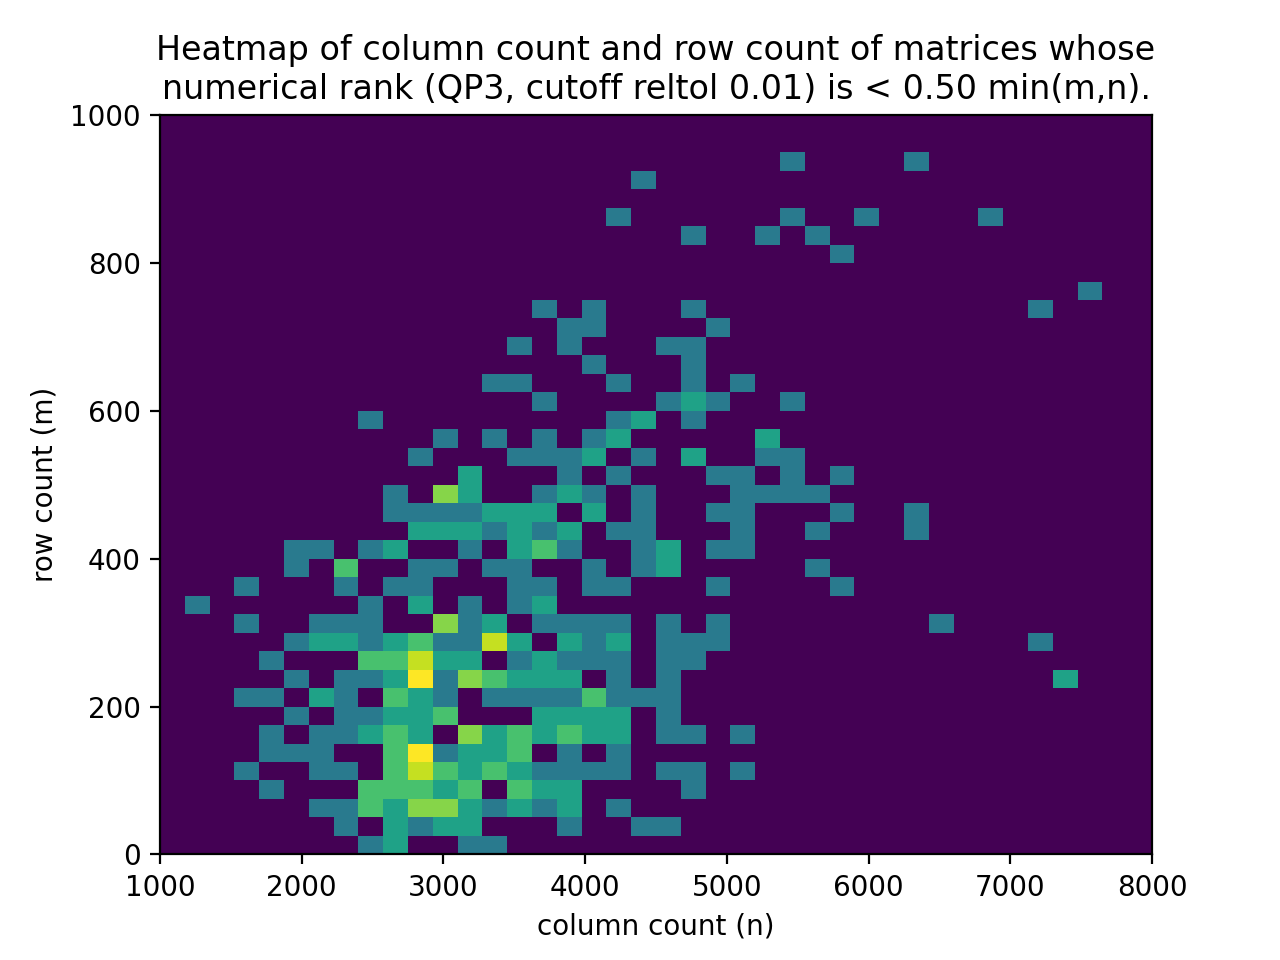 Heatmap of column count and row count of matrices whose
numerical rank (QP3, cutoff reltol 0.01) is < 0.50 min(m,n).
1000
800
600
400
200
0
row count (m)
1000 2000 3000 4000 5000 6000 7000 8000
column count (n)